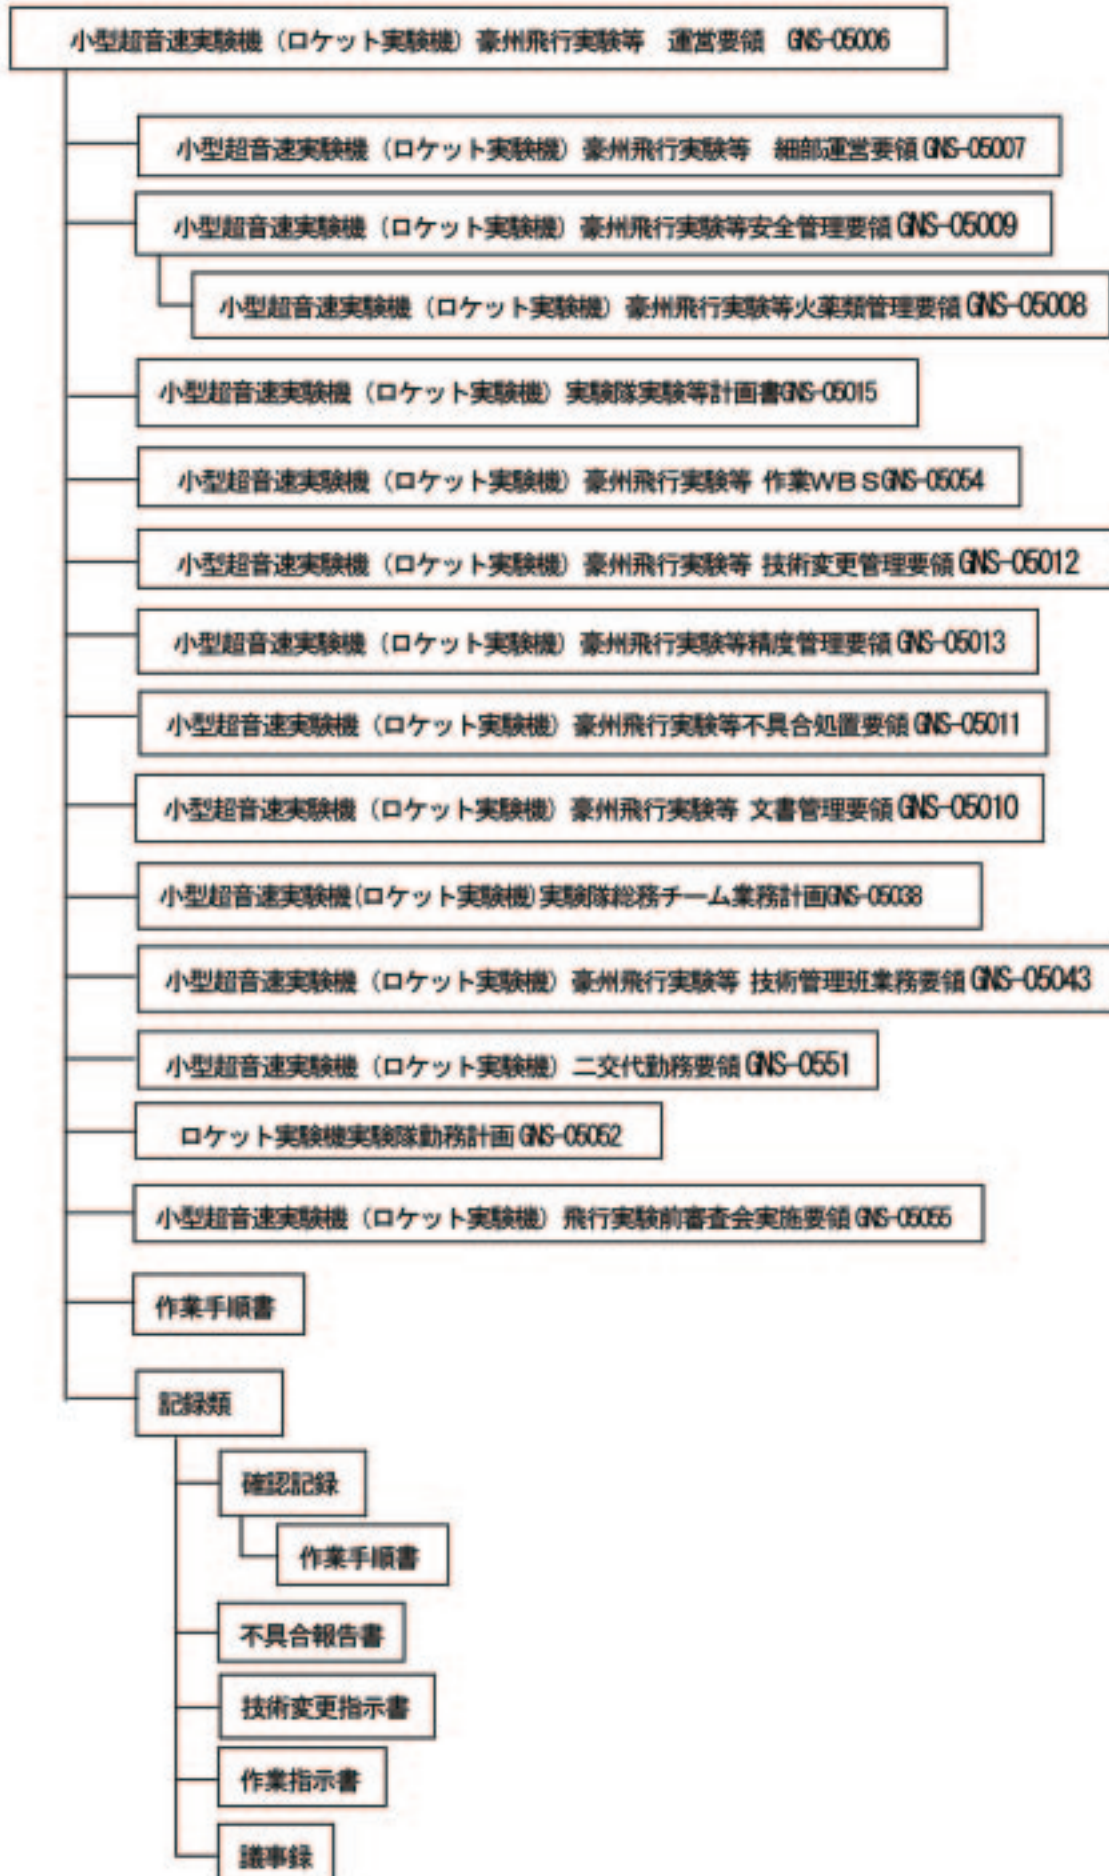 小型超音速実験機（ロケット実験機）豪州飛行実験等　運営要領　GNS-05006
小型超音速実験機（ロケット実験機）豪州飛行実験等　細部運営要領 GNS-05007
小型超音速実験機（ロケット実験機）豪州飛行実験等安全管理要領 GNS-05009
小型超音速実験機（ロケット実験機）豪州飛行実験等火薬類管理要領 GNS-05008
小型超音速実験機（ロケット実験機）実験隊実験等計画書GNS-05015
小型超音速実験機（ロケット実験機）豪州飛行実験等 作業ＷＢＳGNS-05054
小型超音速実験機（ロケット実験機）豪州飛行実験等 技術変更管理要領 GNS-05012
小型超音速実験機（ロケット実験機）豪州飛行実験等精度管理要領 GNS-05013
小型超音速実験機（ロケット実験機）豪州飛行実験等不具合処置要領 GNS-05011
小型超音速実験機（ロケット実験機）豪州飛行実験等 文書管理要領 GNS-05010
小型超音速実験機(ロケット実験機)実験隊総務チーム業務計画GNS-05038
小型超音速実験機（ロケット実験機）豪州飛行実験等 技術管理班業務要領 GNS-05043
小型超音速実験機（ロケット実験機）二交代勤務要領 GNS-0551
ロケット実験機実験隊勤務計画 GNS-05052
小型超音速実験機（ロケット実験機）飛行実験前審査会実施要領 GNS-05055
作業手順書
記録類
確認記録
作業手順書
不具合報告書
技術変更指示書
作業指示書
議事録